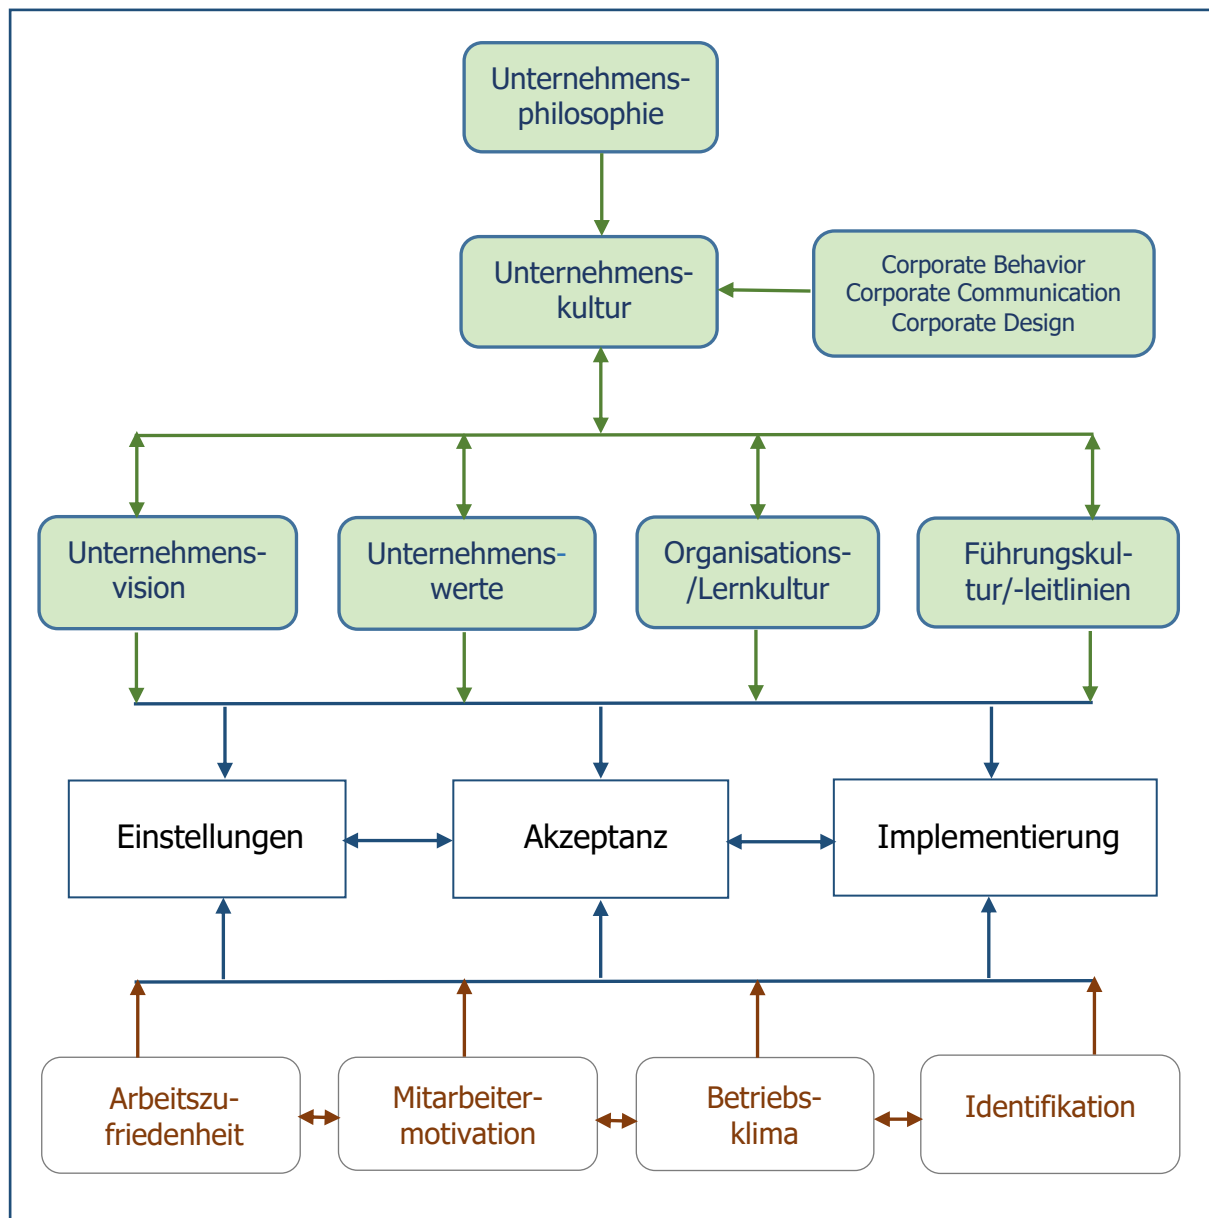 Unternehmens-
philosophie
Unternehmens-
kultur
Corporate Behavior
Corporate Communication
Corporate Design
Unternehmens-
vision
Unternehmens-
werte
Organisations-
/Lernkultur
Führungskul-
tur/-leitlinien
Einstellungen
Akzeptanz
Implementierung
Arbeitszu-
friedenheit
Mitarbeiter-
motivation
Betriebs-
klima
Identifikation